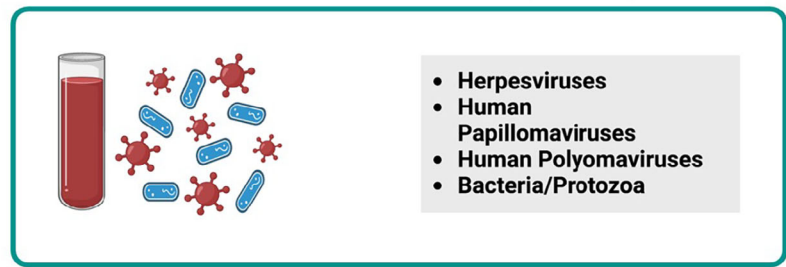 • Herpesviruses
• Human
Papillomaviruses
• Human Polyomaviruses
• Bacteria/Protozoa